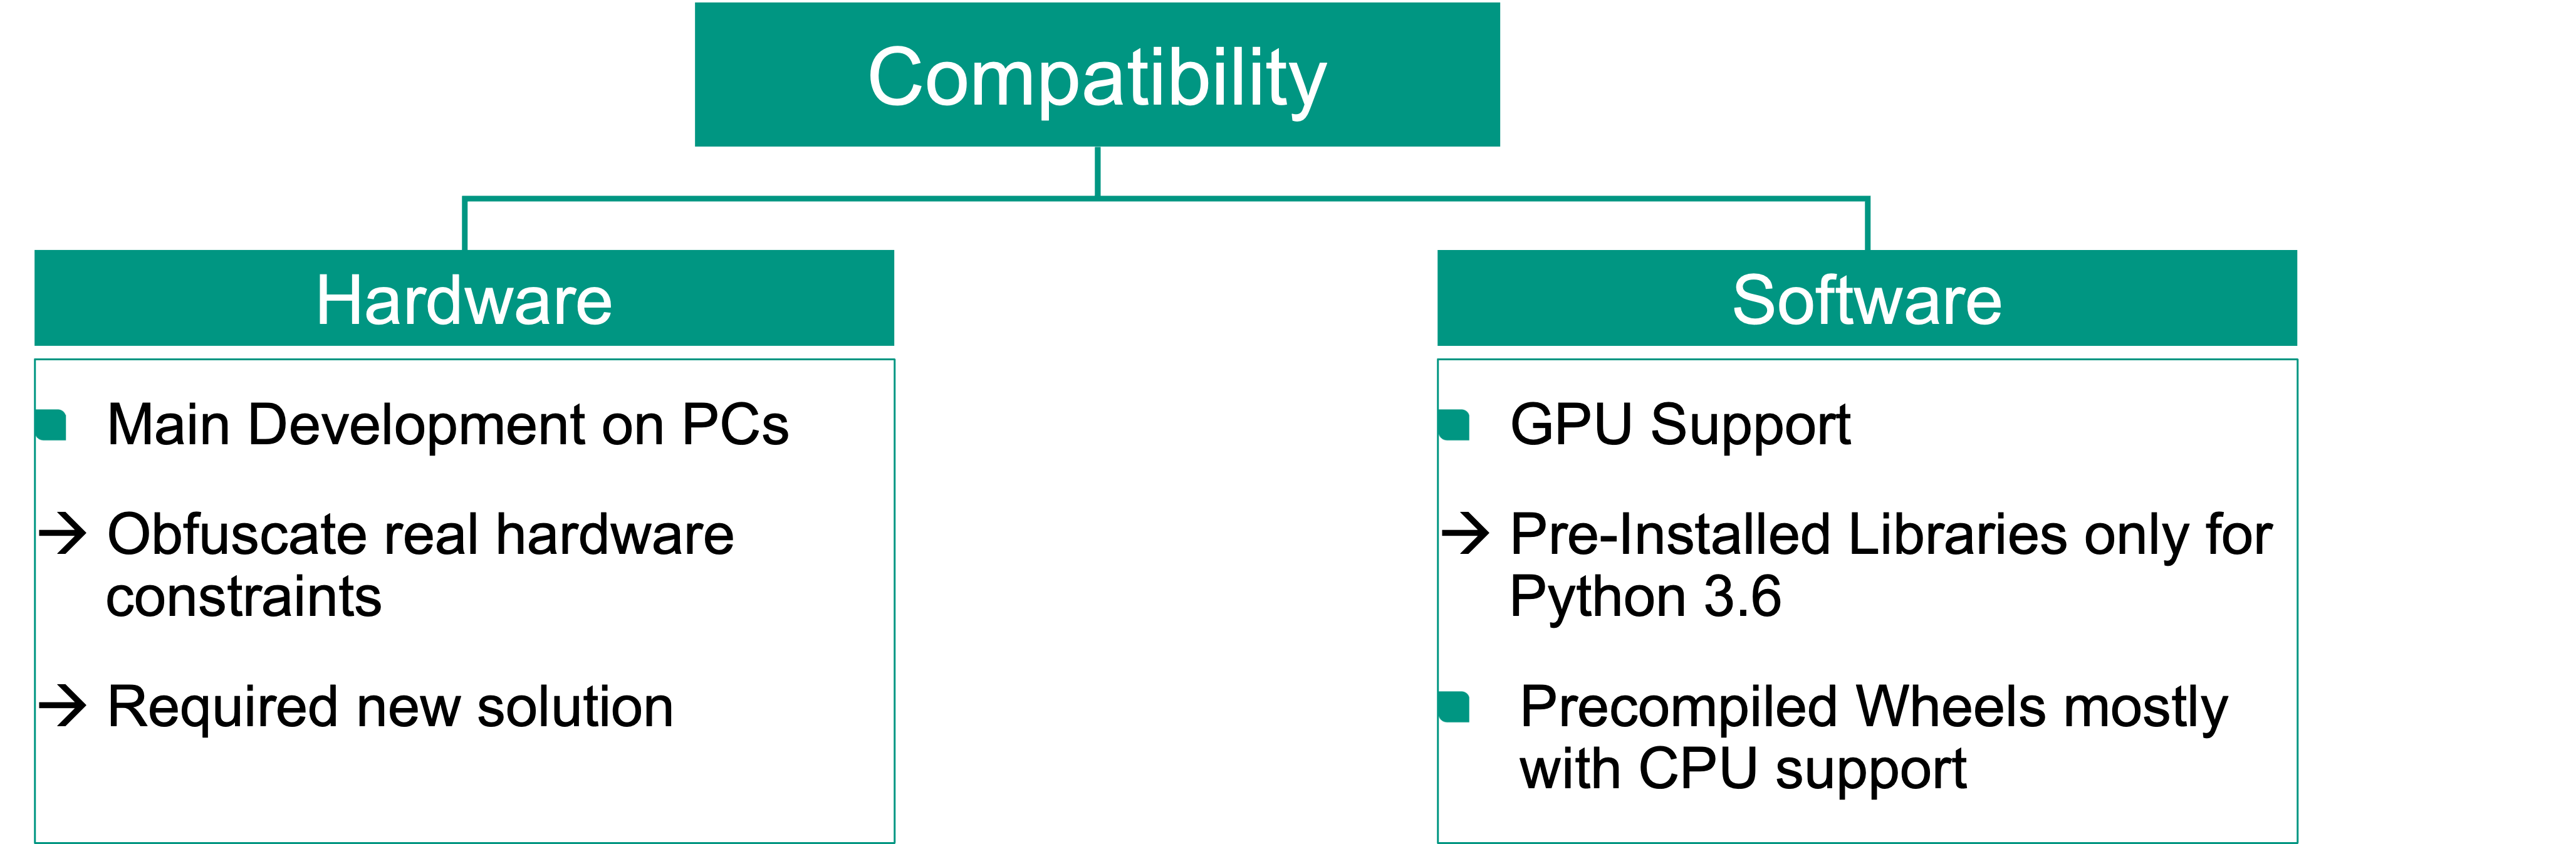 Compatibility
Hardware
Main Development on PCs
→ Obfuscate real hardware
constraints
→ Required new solution
Software
GPU Support
→ Pre-Installed Libraries only for
Python 3.6
Precompiled Wheels mostly
with CPU support